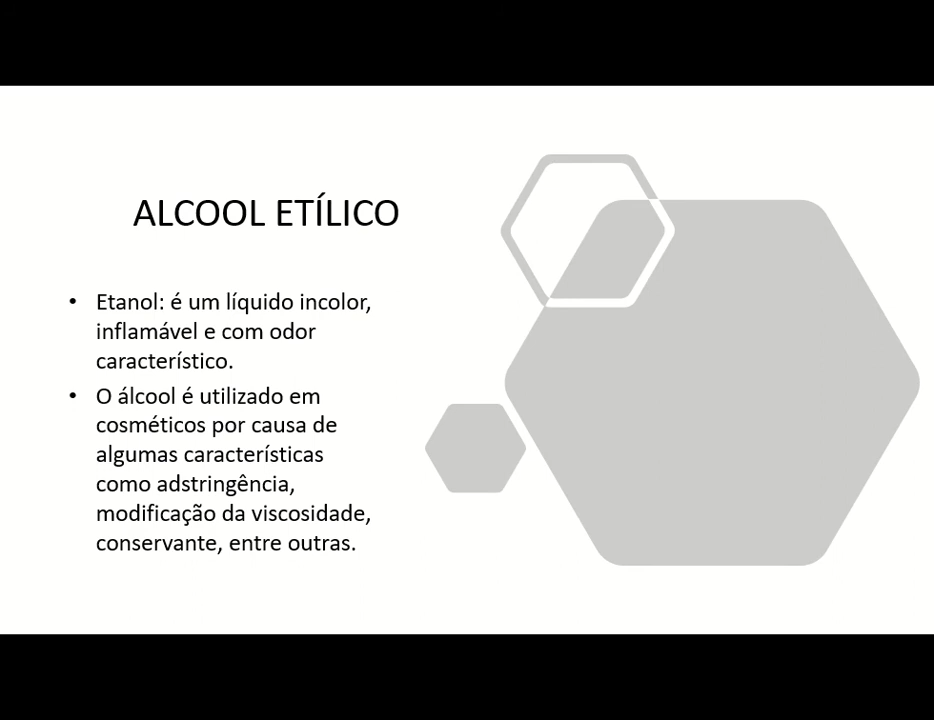 ALCOOL ETÍLICO
• Etanol: é um líquido incolor,
inflamável e com odor
característico.
• O álcool é utilizado em
cosméticos por causa de
algumas características
como adstringência,
modificação da viscosidade,
conservante, entre outras.